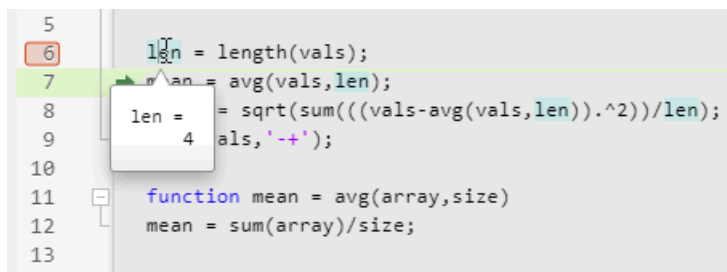 5
6 len = length(vals);
7 mean = avg(vals,len);
8 = sqrt(sum(((vals-avg(vals,len)).^2))/len);
9 als,'-+');
len =
4
10
11 function mean = avg(array,size)
12 mean = sum(array)/size;
13